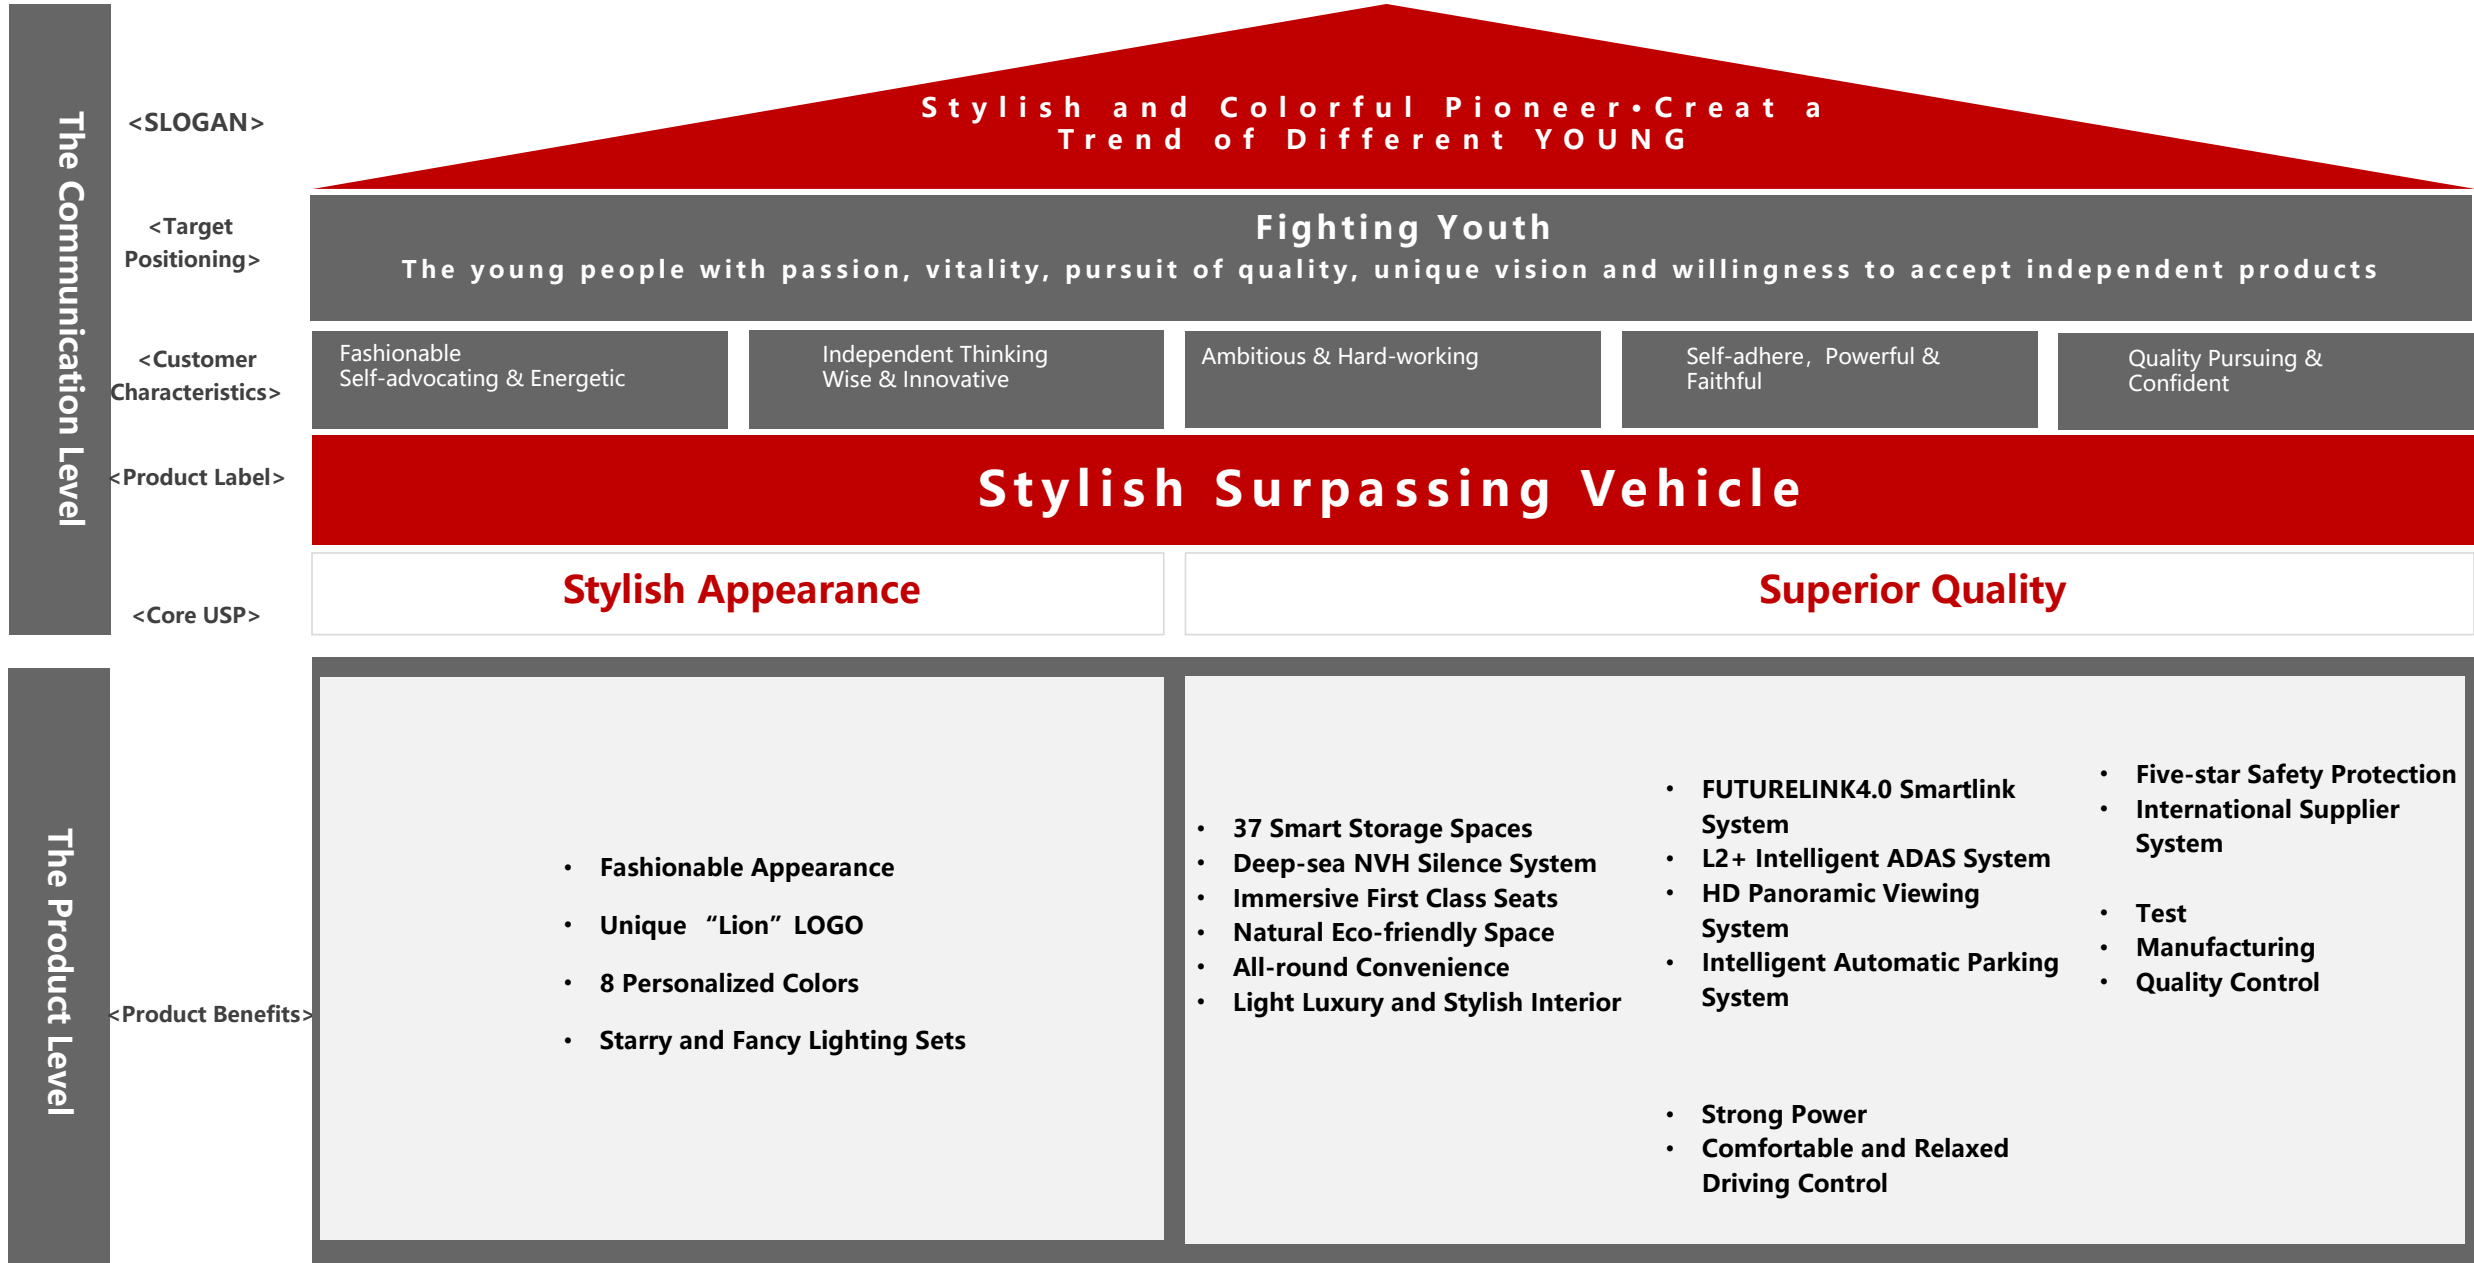 The Communication Level
<SLOGAN>
Stylish and Colorful Pioneer•Creat a
Trend of Different YOUNG
<Target
Positioning>
Fighting Youth
The young people with passion, vitality, pursuit of quality, unique vision and willingness to accept independent products
<Customer
Characteristics>
Fashionable
Self-advocating & Energetic
Independent Thinking
Wise & Innovative
Ambitious & Hard-working
Self-adhere，Powerful &
Faithful
Quality Pursuing &
Confident
<Product Label>
Stylish Surpassing Vehicle
<Core USP>
Stylish Appearance
Superior Quality
The Product Level
<Product Benefits>
• Fashionable Appearance
• Unique “Lion” LOGO
• 8 Personalized Colors
• Starry and Fancy Lighting Sets
• 37 Smart Storage Spaces
• Deep-sea NVH Silence System
• Immersive First Class Seats
• Natural Eco-friendly Space
• All-round Convenience
• Light Luxury and Stylish Interior
• FUTURELINK4.0 Smartlink
System
• L2+ Intelligent ADAS System
• HD Panoramic Viewing
System
• Intelligent Automatic Parking
System
• Strong Power
• Comfortable and Relaxed
Driving Control
• Five-star Safety Protection
• International Supplier
System
• Test
• Manufacturing
• Quality Control